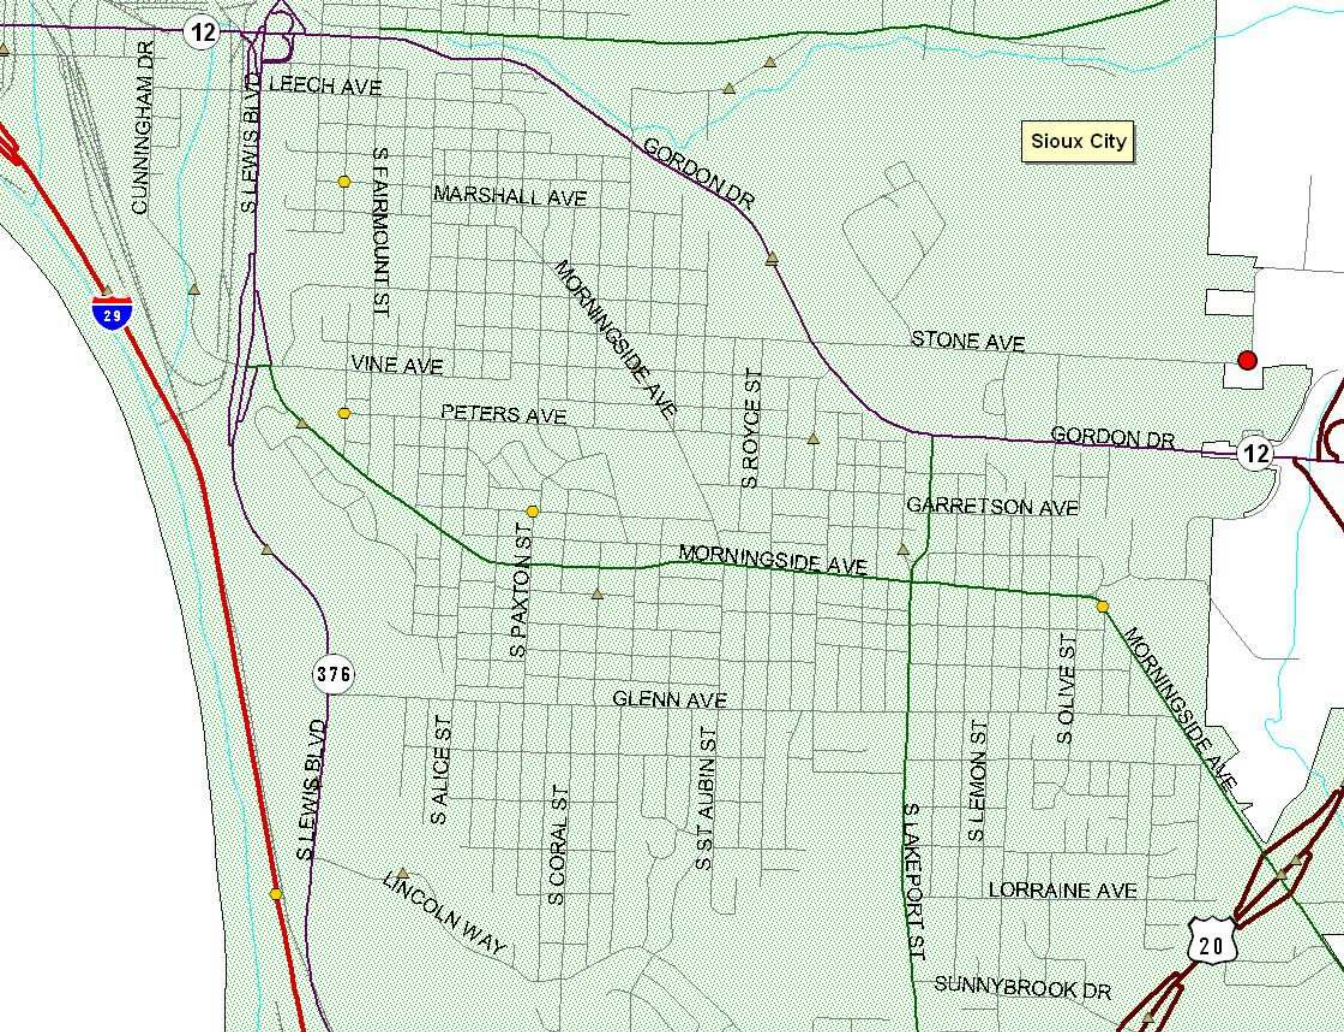 12
CUNNINGHAM DR
S LEWIS BLVD
LEECH AVE
Sioux City
GORDON DR
S FAIRMOUNT ST
MARSHALL AVE
MORNINGSIDE AVE
29
STONE AVE
VINE AVE
S ROYCE ST
PETERS AVE
GORDON DR
12
GARRETSON AVE
MORNINGSIDE AVE
S PAXTON ST
376
S OLIVE ST
MORNINGSIDE AVE
GLENN AVE
S LEWIS BLVD
S ALICE ST
S ST AUBIN ST
S LEMON ST
S CORAL ST
S LAKEPORT ST
LINCOLN WAY
LORRAINE AVE
20
SUNNYBROOK DR